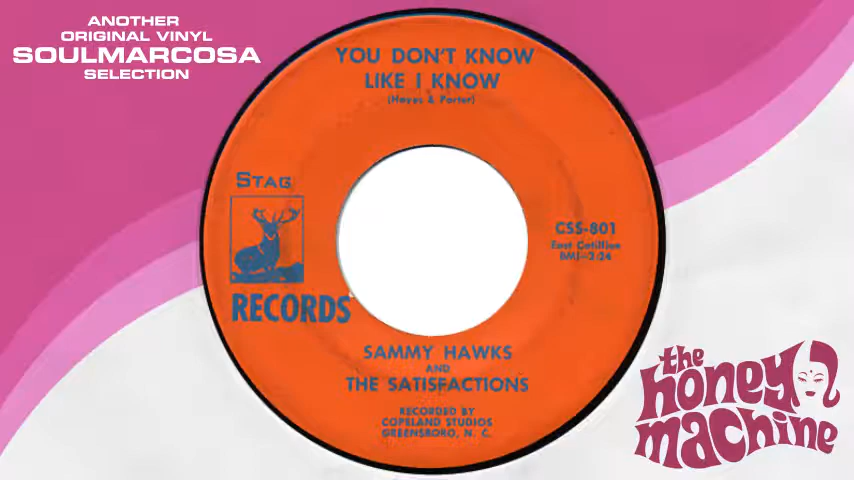 ANOTHER
ORIGINAL VINYL
SOULMARCOSA
SELECTION
YOU DON'T KNOW
LIKE I KNOW
(Hayes & Porter)
STAG
RECORDS
CSS-801
East Cotillion
BMI-2:24
SAMMY HAWKS
AND
THE SATISFACTIONS
RECORDED BY
COPELAND STUDIOS
GREENSBORO, N. C.
the
honey
machine